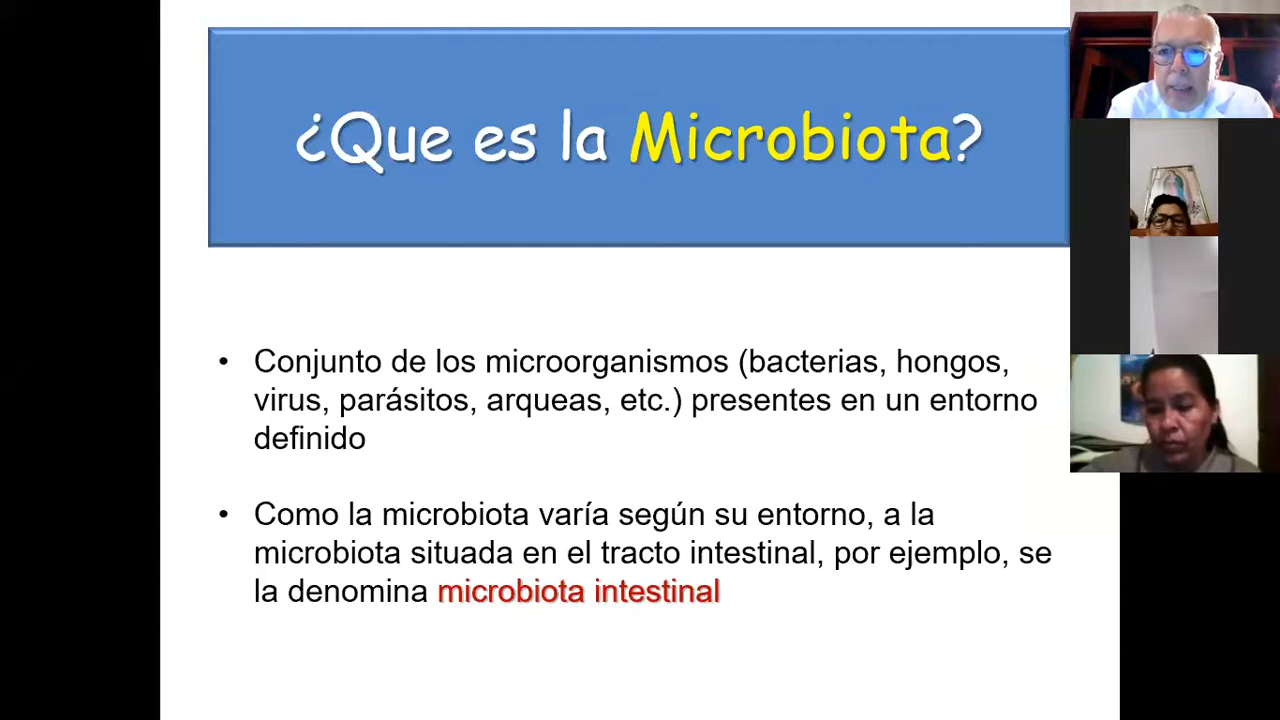 ¿Que es la Microbiota?
• Conjunto de los microorganismos (bacterias, hongos,
virus, parásitos, arqueas, etc.) presentes en un entorno
definido
• Como la microbiota varía según su entorno, a la
microbiota situada en el tracto intestinal, por ejemplo, se
la denomina microbiota intestinal